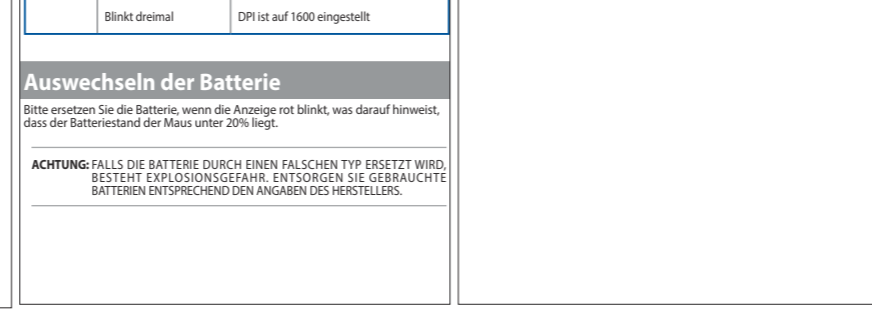 Blinkt dreimal DPI ist auf 1600 eingestellt
Auswechseln der Batterie
Bitte ersetzen Sie die Batterie, wenn die Anzeige rot blinkt, was darauf hinweist,
dass der Batteriestand der Maus unter 20% liegt.
ACHTUNG: FALLS DIE BATTERIE DURCH EINEN FALSCHEN TYP ERSETZT WIRD,
BESTEHT EXPLOSIONSGEFAHR. ENTSORGEN SIE GEBRAUCHTE
BATTERIEN ENTSPRECHEND DEN ANGABEN DES HERSTELLERS.